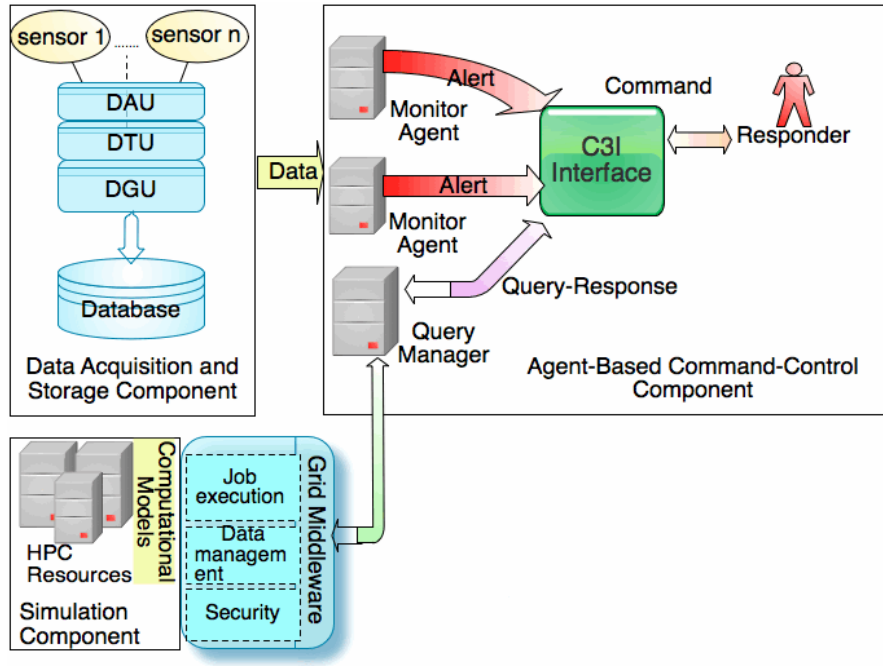 sensor 1
......
sensor n
DAU
DTU
DGU
Database
Data Acquisition and
Storage Component
Data
Alert
Monitor
Agent
Alert
Monitor
Agent
C3I
Interface
Command
Responder
Query-Response
Query
Manager
Agent-Based Command-Control
Component
HPC
Resources
Computational
Models
Simulation
Component
Job
execution
Data
managem
ent
Security
Grid Middleware